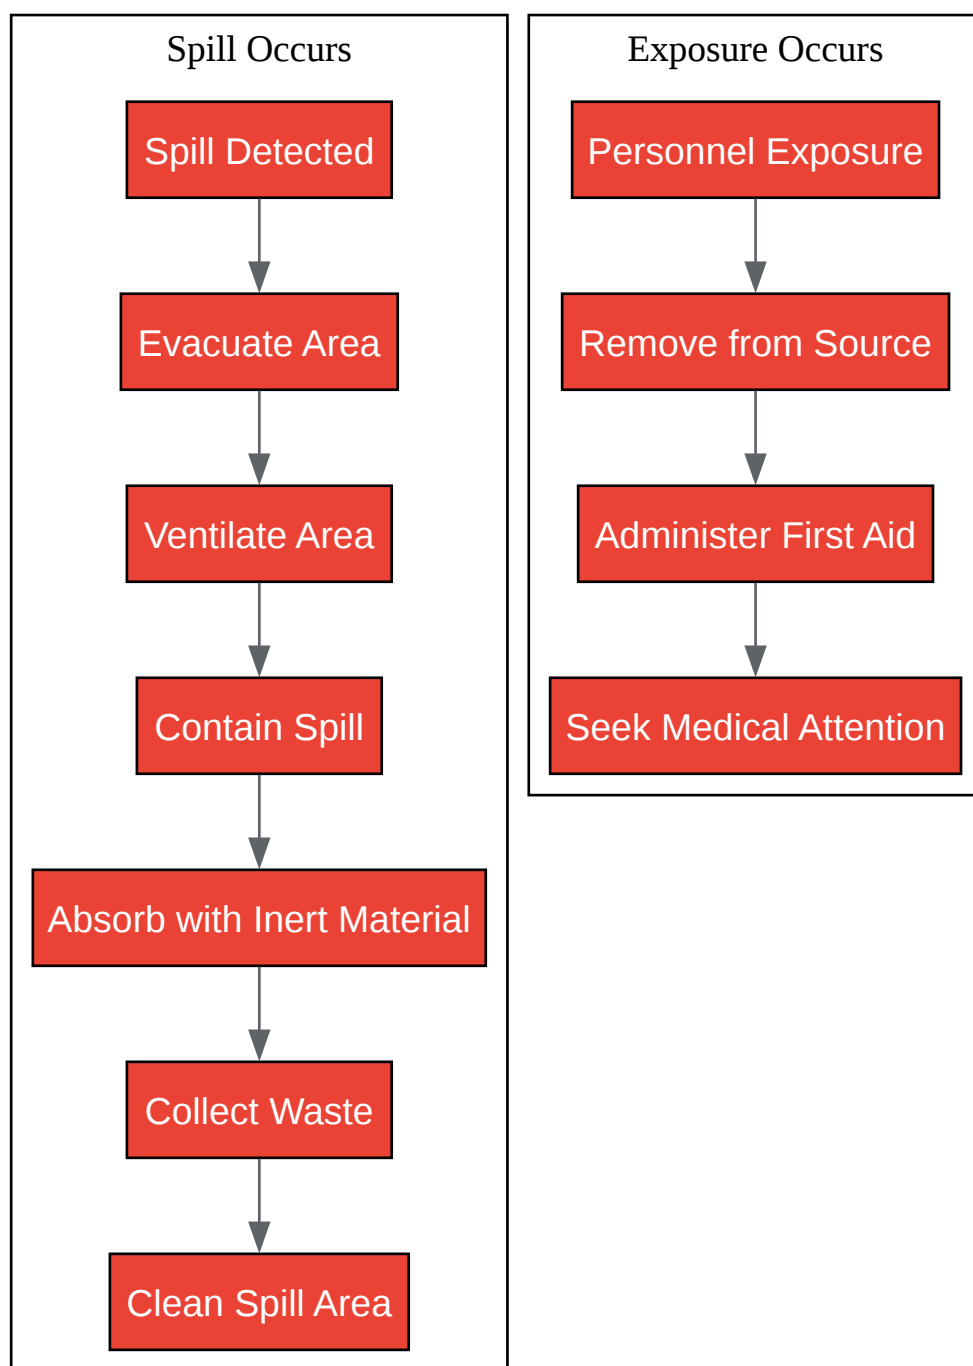 Spill Occurs
Spill Detected
Evacuate Area
Ventilate Area
Contain Spill
Absorb with Inert Material
Collect Waste
Clean Spill Area
Exposure Occurs
Personnel Exposure
Remove from Source
Administer First Aid
Seek Medical Attention